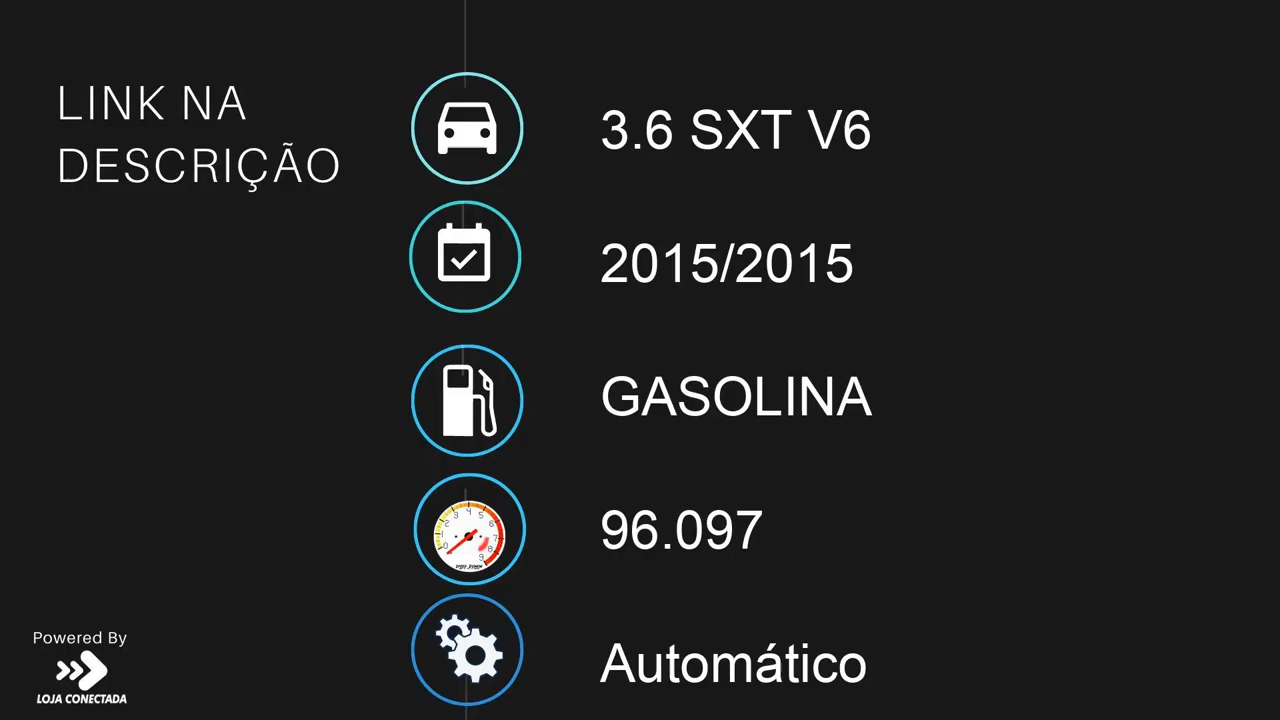 LINK NA
DESCRIÇÃO
3.6 SXT V6
2015/2015
GASOLINA
96.097
Automático
Powered By
LOJA CONECTADA